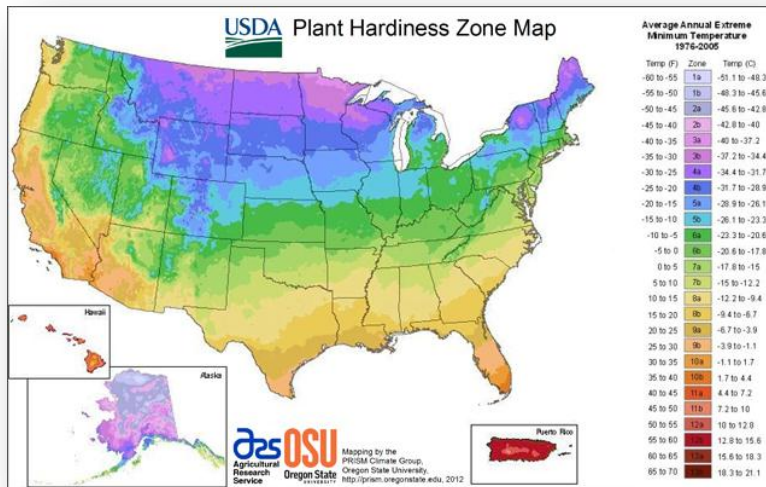 USDA Plant Hardiness Zone Map
Average Annual Extreme
Minimum Temperature
1976-2005
Temp (F) Zone Temp (C)
-60 to -55 1a -51.1 to -48.3
-55 to -50 1b -48.3 to -45.6
-50 to -45 2a -45.6 to -42.8
-45 to -40 2b -42.8 to -40
-40 to -35 3a -40 to -37.2
-35 to -30 3b -37.2 to -34.4
-30 to -25 4a -34.4 to -31.7
-25 to -20 4b -31.7 to -28.9
-20 to -15 5a -28.9 to -26.1
-15 to -10 5b -26.1 to -23.3
-10 to -5 6a -23.3 to -20.6
-5 to 0 6b -20.6 to -17.8
0 to 5 7a -17.8 to -15
5 to 10 7b -15 to -12.2
10 to 15 8a -12.2 to -9.4
15 to 20 8b -9.4 to -6.7
20 to 25 9a -6.7 to -3.9
25 to 30 9b -3.9 to -1.1
30 to 35 10a -1.1 to 1.7
35 to 40 10b 1.7 to 4.4
40 to 45 11a 4.4 to 7.2
45 to 50 11b 7.2 to 10
50 to 55 12a 10 to 12.8
55 to 60 12b 12.8 to 15.6
60 to 65 13a 15.6 to 18.3
65 to 70 18.3 to 21.1
Hawaii
Alaska
Puerto Rico
ars
Agricultural
Research
Service
OSU
Oregon State
UNIVERSITY
Mapping by the
PRISM Climate Group,
Oregon State University,
http://prism.oregonstate.edu, 2012